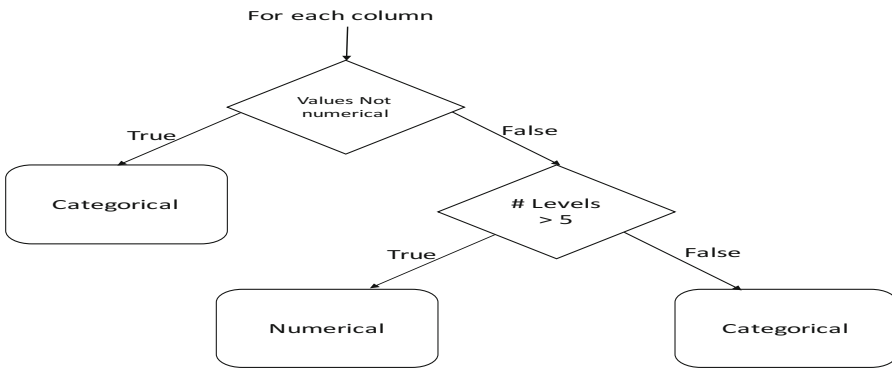 For each column
Values Not
numerical
True
False
Categorical
# Levels
> 5
True
False
Numerical
Categorical